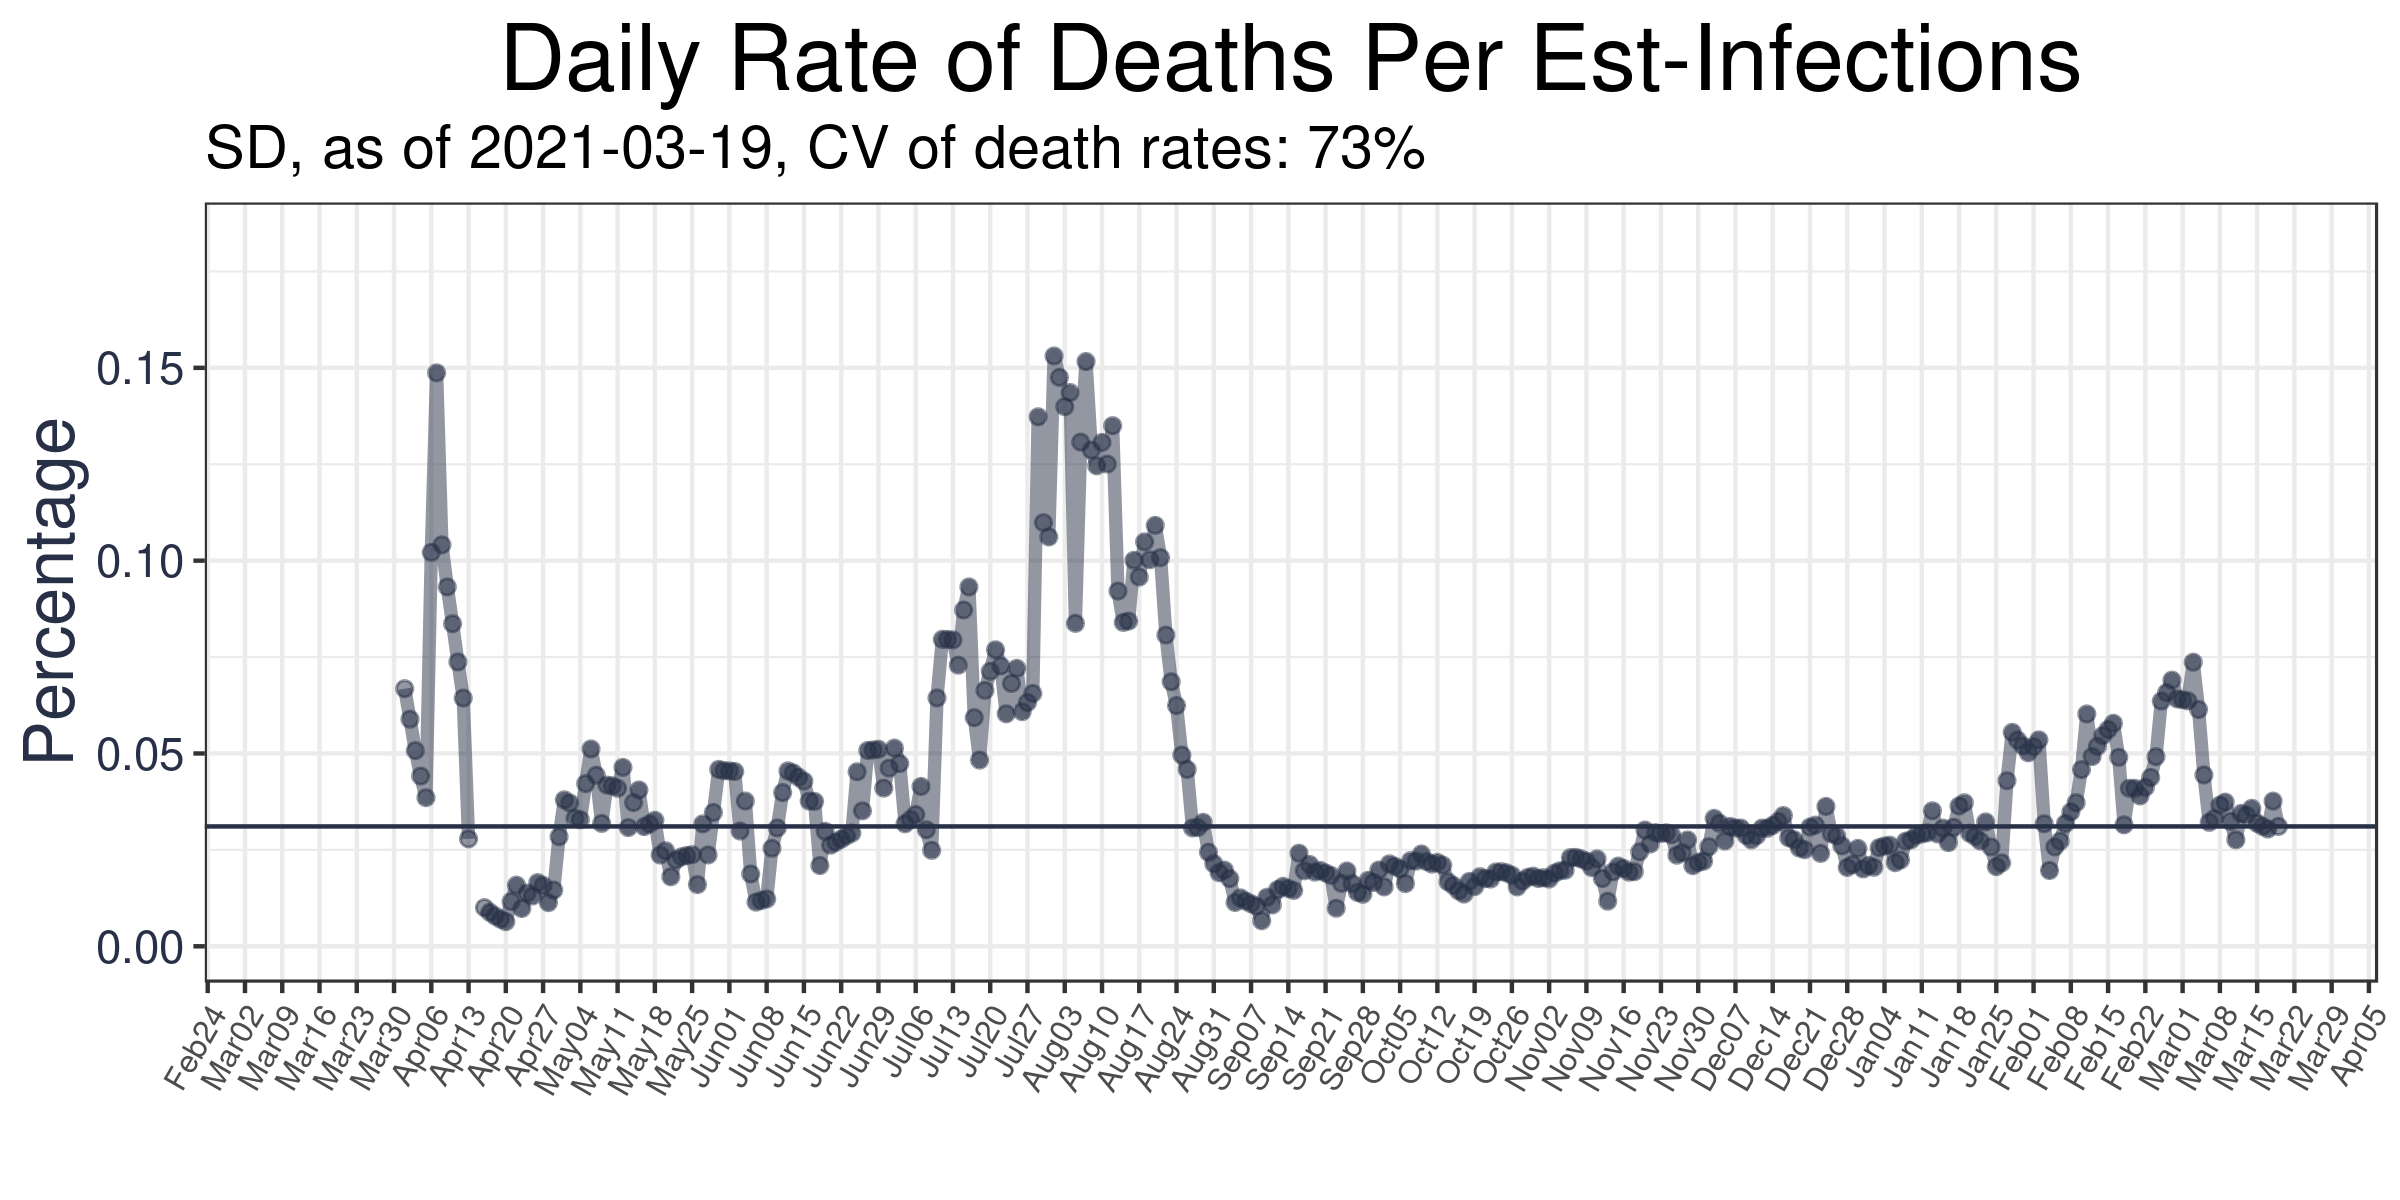 Daily Rate of Deaths Per Est-Infections
SD, as of 2021-03-19, CV of death rates: 73%
Percentage
0.15
0.10
0.05
0.00
Feb24
Mar02
Mar09
Mar16
Mar23
Mar30
Apr06
Apr13
Apr20
Apr27
May04
May11
May18
May25
Jun01
Jun08
Jun15
Jun22
Jun29
Jul06
Jul13
Jul20
Jul27
Aug03
Aug10
Aug17
Aug24
Aug31
Sep07
Sep14
Sep21
Sep28
Oct05
Oct12
Oct19
Oct26
Nov02
Nov09
Nov16
Nov23
Nov30
Dec07
Dec14
Dec21
Dec28
Jan04
Jan11
Jan18
Jan25
Feb01
Feb08
Feb15
Feb22
Mar01
Mar08
Mar15
Mar22
Mar29
Apr05